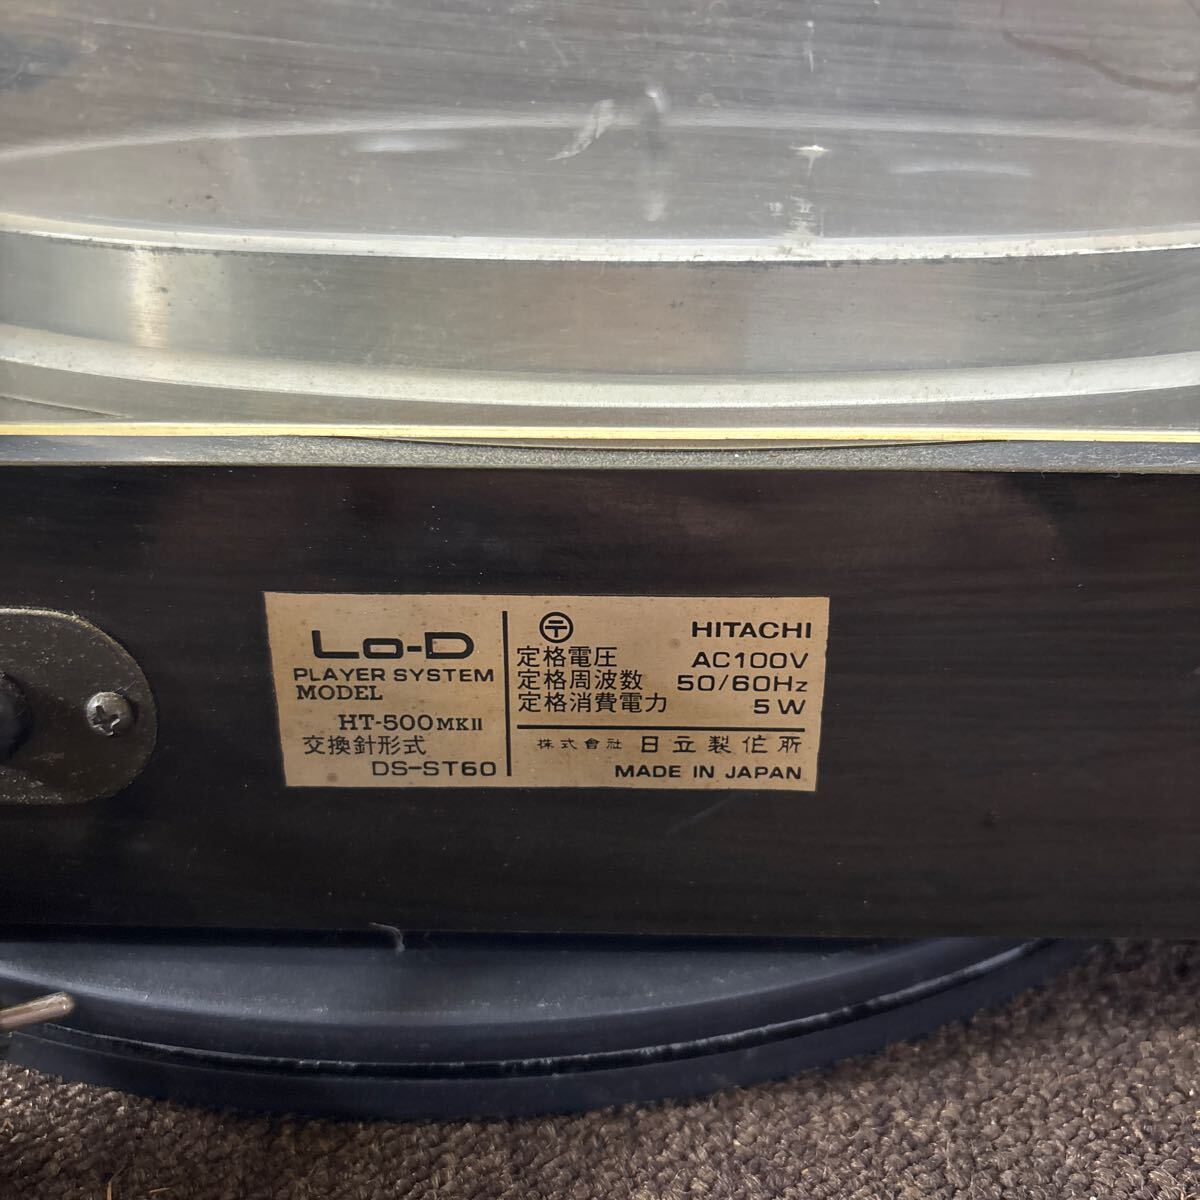 Lo-D
PLAYER SYSTEM
MODEL
HT-500MKII
交換針形式
DS-ST60
〒
HITACHI
定格電圧 AC100V
定格周波数 50/60Hz
定格消費電力 5W
株式會社 日立製作所
MADE IN JAPAN